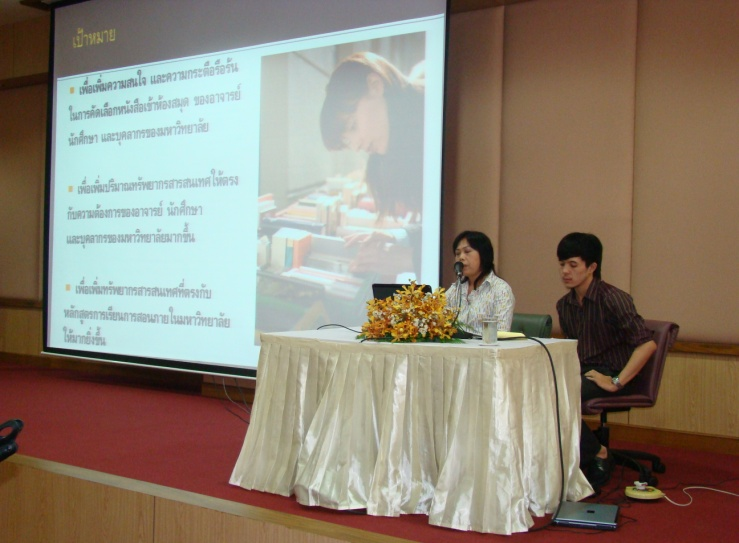 เป้าหมาย
เพื่อเพิ่มความสนใจ และความกระตือรือร้น
ในการคัดเลือกหนังสือเข้าห้องสมุด ของอาจารย์
นักศึกษา และบุคลากรของมหาวิทยาลัย
เพื่อเพิ่มปริมาณทรัพยากรสารสนเทศให้ตรง
กับความต้องการของอาจารย์ นักศึกษา
และบุคลากรของมหาวิทยาลัยมากขึ้น
เพื่อเพิ่มทรัพยากรสารสนเทศที่ตรงกับ
หลักสูตรการเรียนการสอนภายในมหาวิทยาลัย
ให้มากยิ่งขึ้น